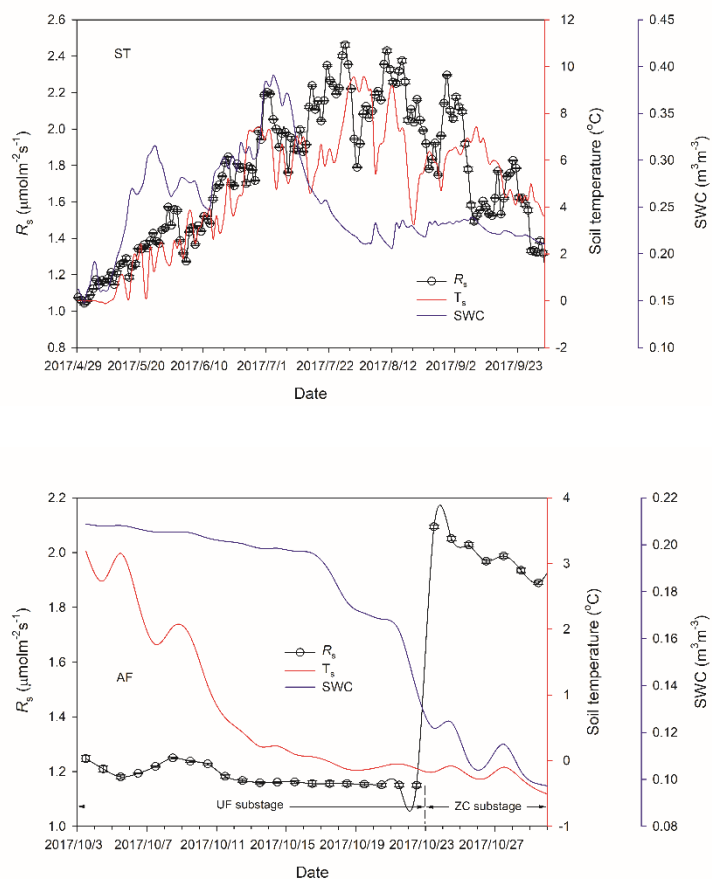 ST
Rs (μmolm-2s-1)
2.8
2.6
2.4
2.2
2.0
1.8
1.6
1.4
1.2
1.0
0.8
12
10
8
6
4
2
0
-2
Soil temperature (oC)
0.45
0.40
0.35
0.30
0.25
0.20
0.15
0.10
SWC (m3m-3)
Rs
Ts
SWC
2017/4/29 2017/5/20 2017/6/10 2017/7/1 2017/7/22 2017/8/12 2017/9/2 2017/9/23
Date
AF
Rs (μmolm-2s-1)
2.2
2.0
1.8
1.6
1.4
1.2
1.0
4
3
2
1
0
-1
Soil temperature (oC)
0.22
0.20
0.18
0.16
0.14
0.12
0.10
0.08
SWC (m3m-3)
Rs
Ts
SWC
UF substage ZC substage
2017/10/3 2017/10/7 2017/10/11 2017/10/15 2017/10/19 2017/10/23 2017/10/27
Date